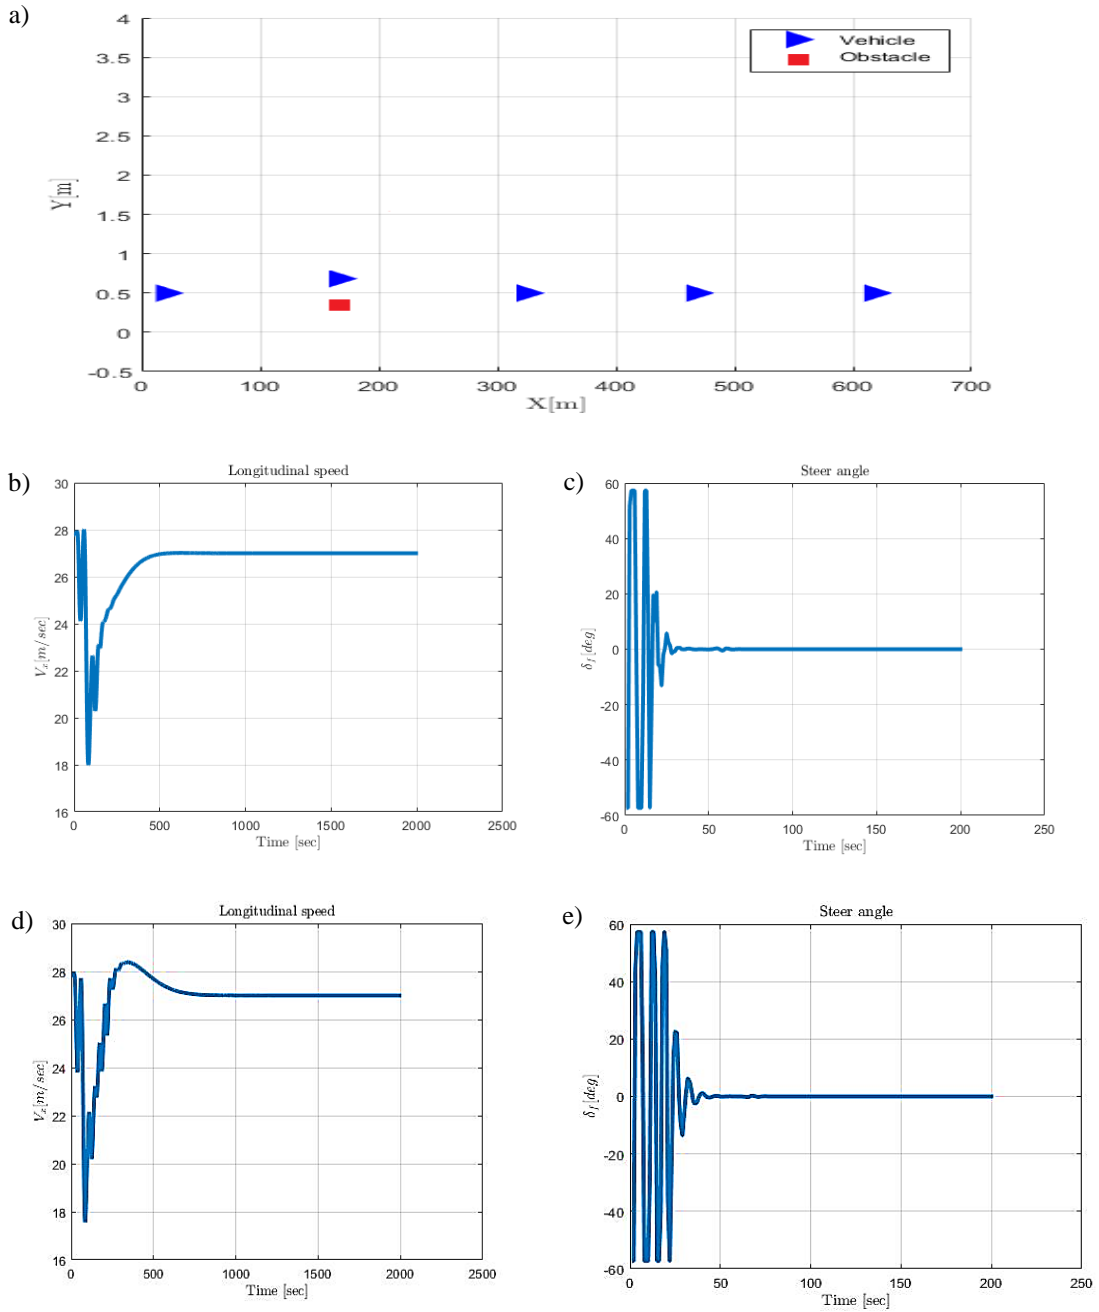 a)
4
3.5
3
2.5
2
1.5
1
0.5
0
-0.5
Y[m]
0 100 200 300 400 500 600 700
X[m]
Vehicle
Obstacle
b)
Longitudinal speed
30
28
26
24
22
20
18
16
V_x[m/sec]
0 500 1000 1500 2000 2500
Time [sec]
c)
Steer angle
60
40
20
0
-20
-40
-60
δ_f[deg]
0 50 100 150 200 250
Time [sec]
d)
Longitudinal speed
30
28
26
24
22
20
18
16
V_x[m/sec]
0 500 1000 1500 2000 2500
Time [sec]
e)
Steer angle
60
40
20
0
-20
-40
-60
δ_f[deg]
0 50 100 150 200 250
Time [sec]